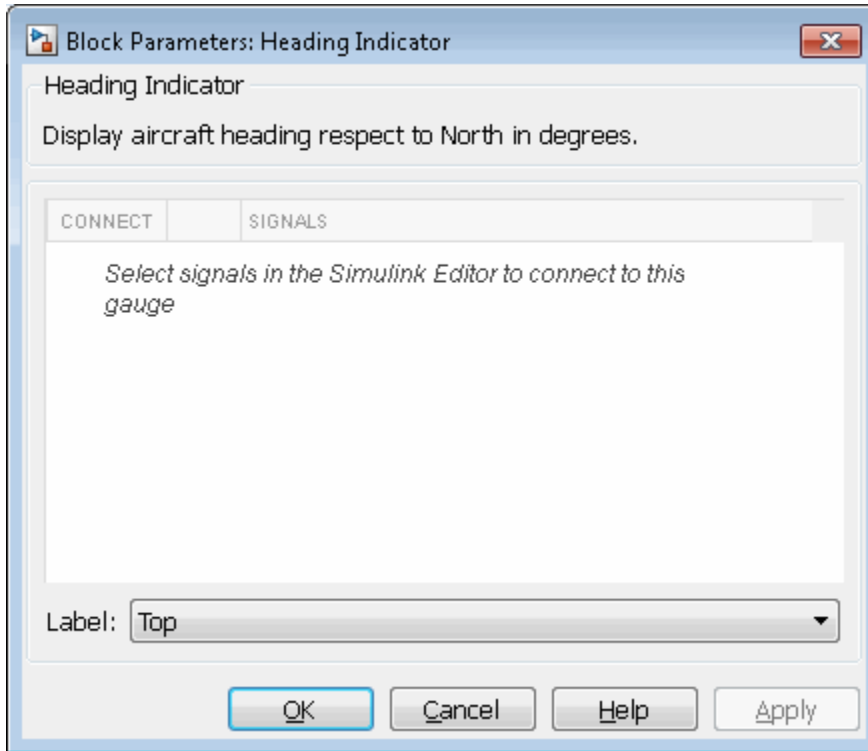 Block Parameters: Heading Indicator
Heading Indicator
Display aircraft heading respect to North in degrees.
CONNECT SIGNALS
Select signals in the Simulink Editor to connect to this
gauge
Label: Top
OK Cancel Help Apply